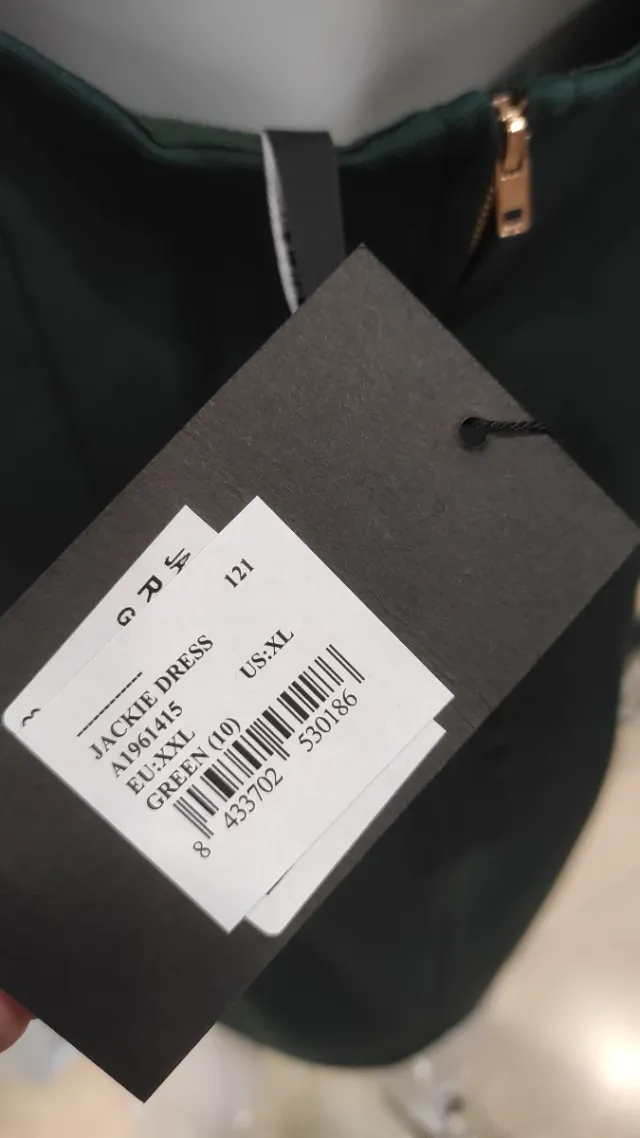 121
JACKIE DRESS
A1961415
EU:XXL US:XL
GREEN (10)
8 433702 530186